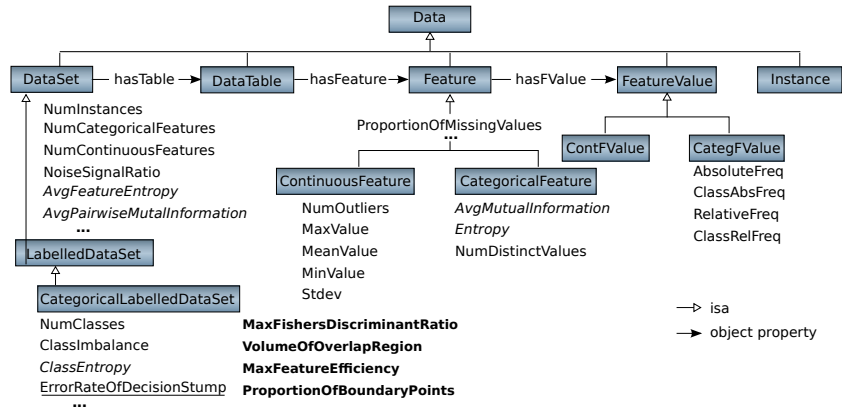 Data
DataSet
hasTable
DataTable
hasFeature
Feature
hasFValue
FeatureValue
Instance
NumInstances
NumCategoricalFeatures
NumContinuousFeatures
NoiseSignalRatio
AvgFeatureEntropy
AvgPairwiseMutalInformation
...
ProportionOfMissingValues
...
ContinuousFeature
NumOutliers
MaxValue
MeanValue
MinValue
Stdev
CategoricalFeature
AvgMutualInformation
Entropy
NumDistinctValues
ContFValue
CategFValue
AbsoluteFreq
ClassAbsFreq
RelativeFreq
ClassRelFreq
LabelledDataSet
CategoricalLabelledDataSet
NumClasses
ClassImbalance
ClassEntropy
ErrorRateOfDecisionStump
...
MaxFishersDiscriminantRatio
VolumeOfOverlapRegion
MaxFeatureEfficiency
ProportionOfBoundaryPoints
isa
object property